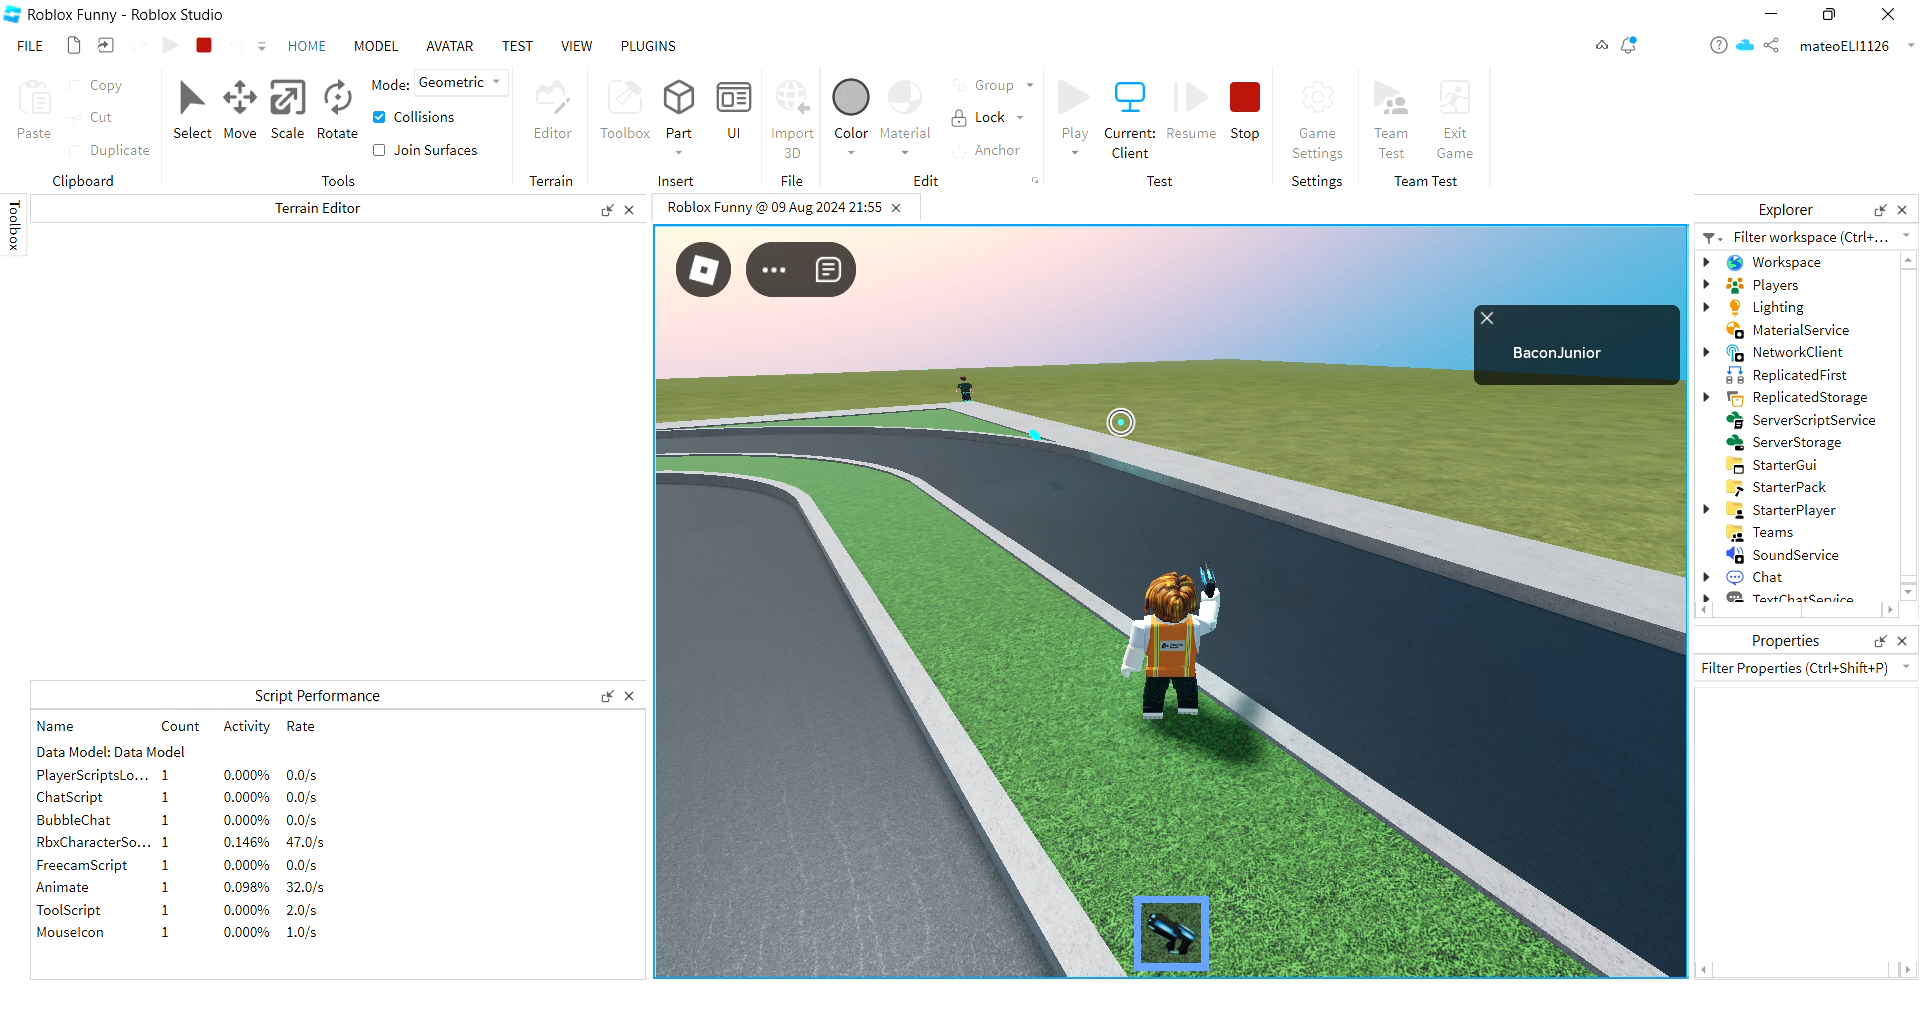 Roblox Funny - Roblox Studio
FILE HOME MODEL AVATAR TEST VIEW PLUGINS mateoELI1126
Paste Copy Cut Duplicate
Clipboard
Select Move Scale Rotate Mode: Geometric
Collisions
Join Surfaces
Tools
Editor
Terrain
Toolbox Part UI
Insert
Import 3D
File
Color Material Group
Lock
Anchor
Edit
Play Current: Client Resume Stop
Test
Game Settings
Settings
Team Test Exit Game
Team Test
Toolbox
Terrain Editor
Script Performance
Name Count Activity Rate
Data Model: Data Model
PlayerScriptsLo... 1 0.000% 0.0/s
ChatScript 1 0.000% 0.0/s
BubbleChat 1 0.000% 0.0/s
RbxCharacterSo... 1 0.146% 47.0/s
FreecamScript 1 0.000% 0.0/s
Animate 1 0.098% 32.0/s
ToolScript 1 0.000% 2.0/s
MouseIcon 1 0.000% 1.0/s
Roblox Funny @ 09 Aug 2024 21:55
BaconJunior
Explorer
Filter workspace (Ctrl+...
Workspace
Players
Lighting
MaterialService
NetworkClient
ReplicatedFirst
ReplicatedStorage
ServerScriptService
ServerStorage
StarterGui
StarterPack
StarterPlayer
Teams
SoundService
Chat
TextChatService
Properties
Filter Properties (Ctrl+Shift+P)